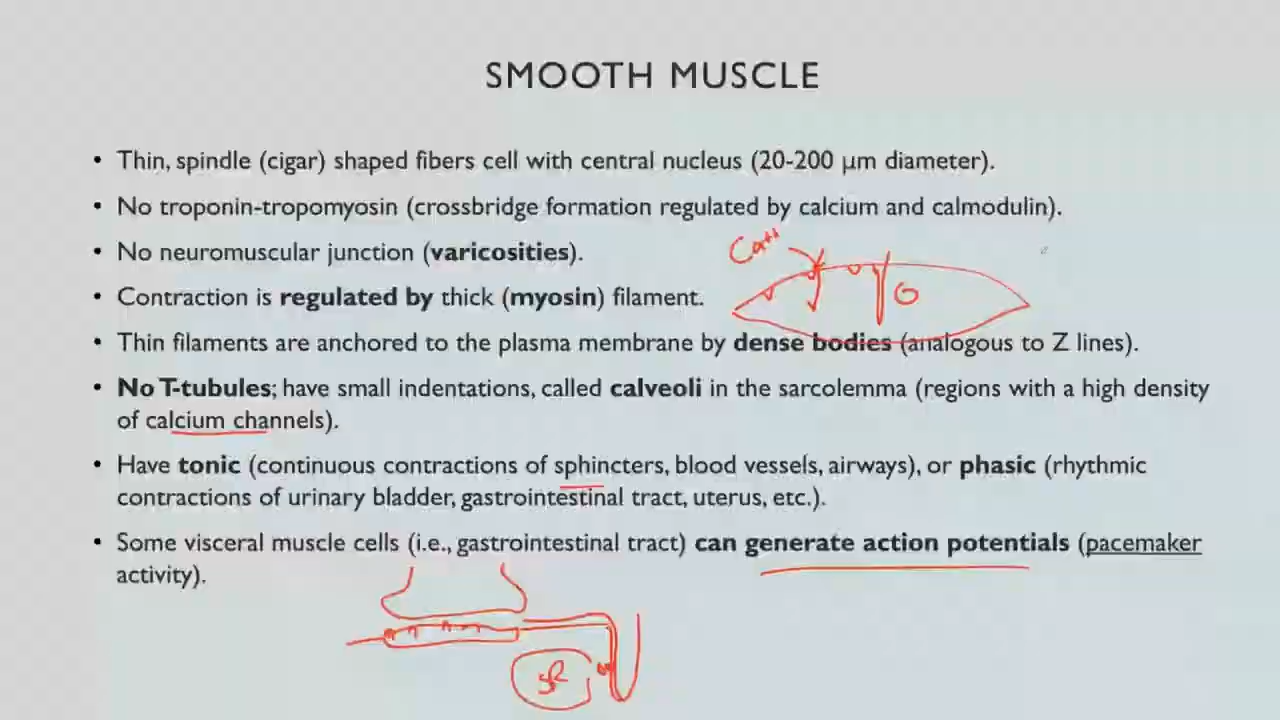 SMOOTH MUSCLE
• Thin, spindle (cigar) shaped fibers cell with central nucleus (20-200 µm diameter).
• No troponin-tropomyosin (crossbridge formation regulated by calcium and calmodulin).
• No neuromuscular junction (varicosities).
Ca++
• Contraction is regulated by thick (myosin) filament.
• Thin filaments are anchored to the plasma membrane by dense bodies (analogous to Z lines).
• No T-tubules; have small indentations, called calveoli in the sarcolemma (regions with a high density
of calcium channels).
• Have tonic (continuous contractions of sphincters, blood vessels, airways), or phasic (rhythmic
contractions of urinary bladder, gastrointestinal tract, uterus, etc.).
• Some visceral muscle cells (i.e., gastrointestinal tract) can generate action potentials (pacemaker
activity).
SR